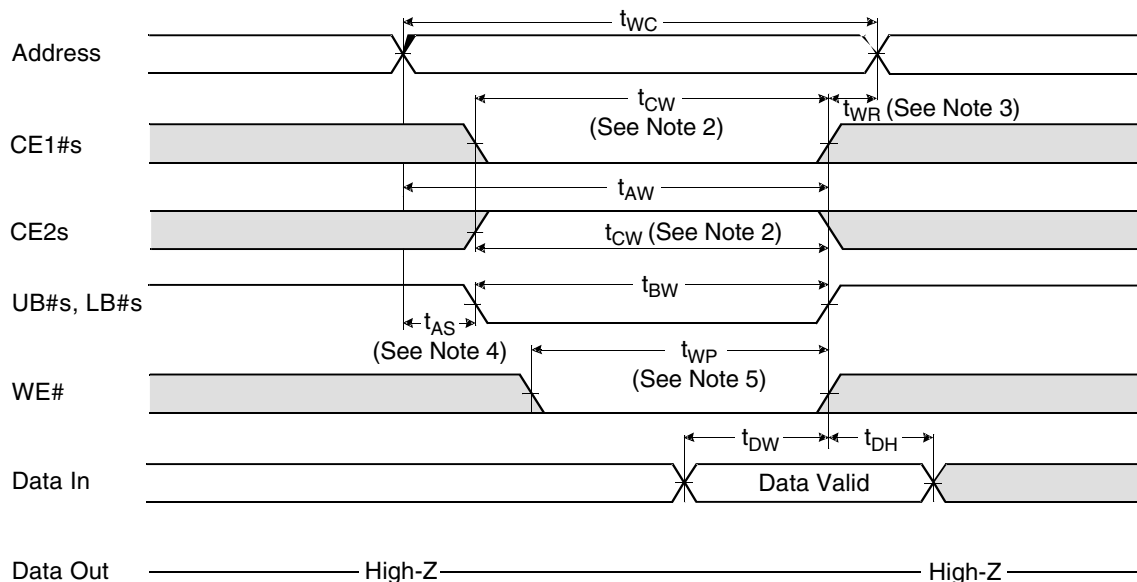 tWC
Address
tCW
(See Note 2)
tWR (See Note 3)
CE1#s
tAW
CE2s
tCW (See Note 2)
UB#s, LB#s
tBW
tAS
(See Note 4)
tWP
(See Note 5)
WE#
tDW
tDH
Data In
Data Valid
Data Out
High-Z
High-Z